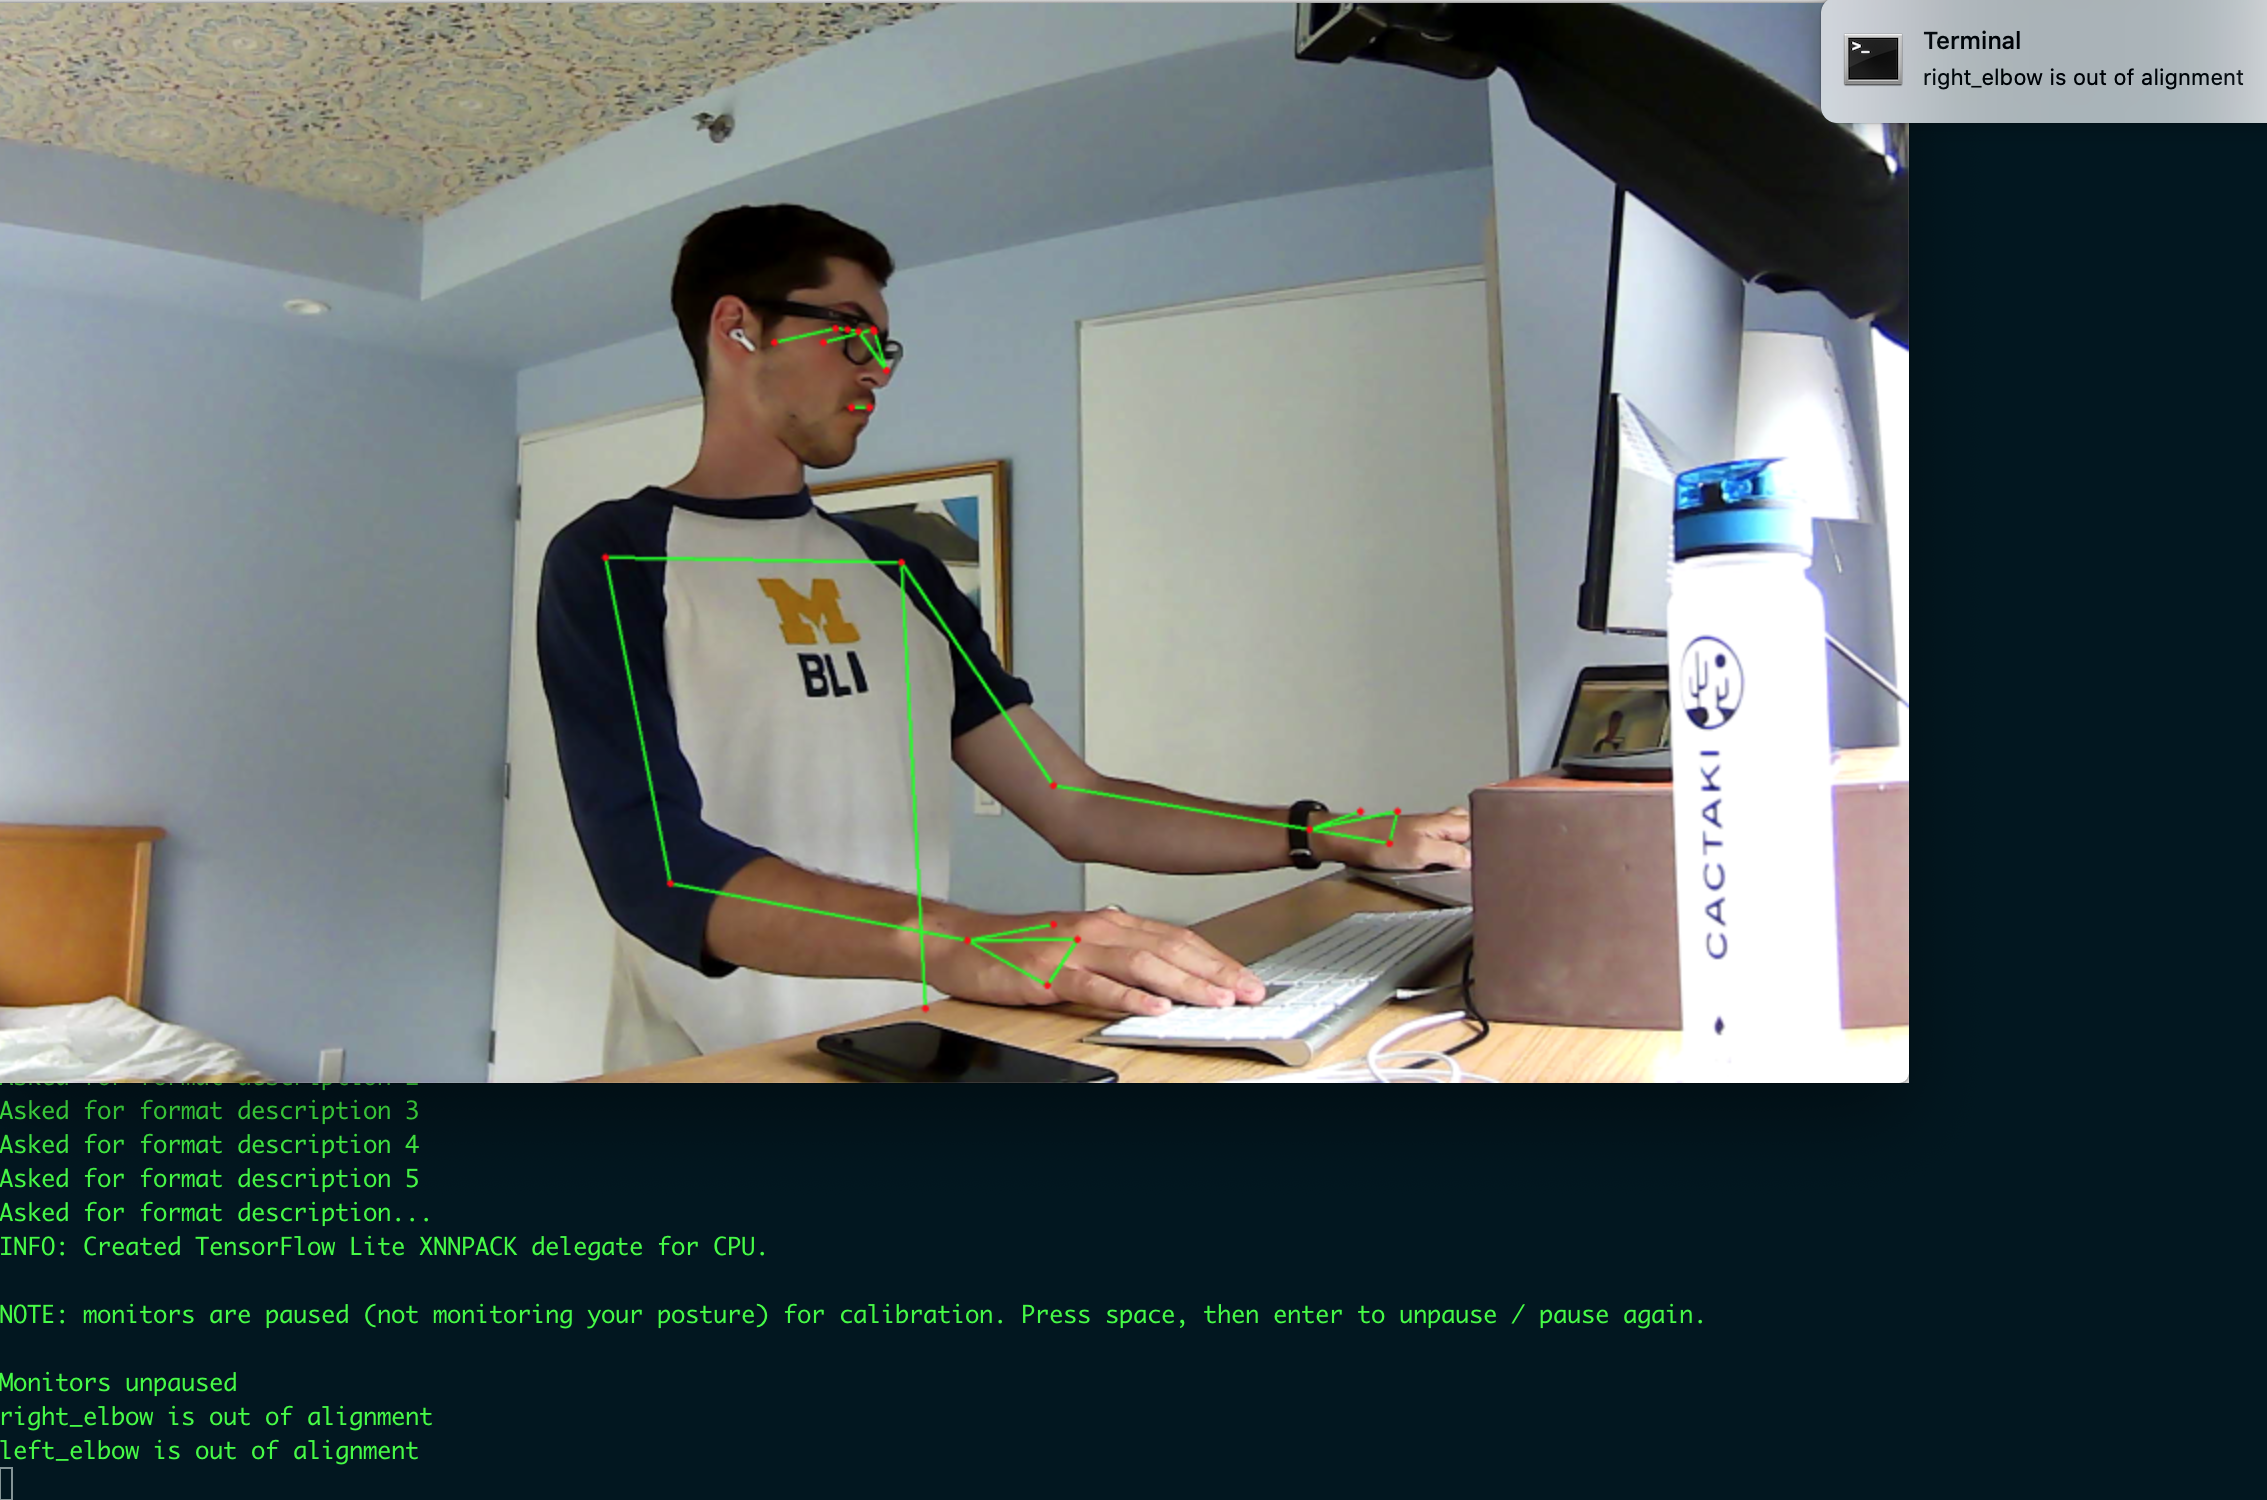 Terminal
right_elbow is out of alignment
M
BLI
CACTAKI
Asked for format description 3
Asked for format description 4
Asked for format description 5
Asked for format description...
INFO: Created TensorFlow Lite XNNPACK delegate for CPU.
NOTE: monitors are paused (not monitoring your posture) for calibration. Press space, then enter to unpause / pause again.
Monitors unpaused
right_elbow is out of alignment
left_elbow is out of alignment